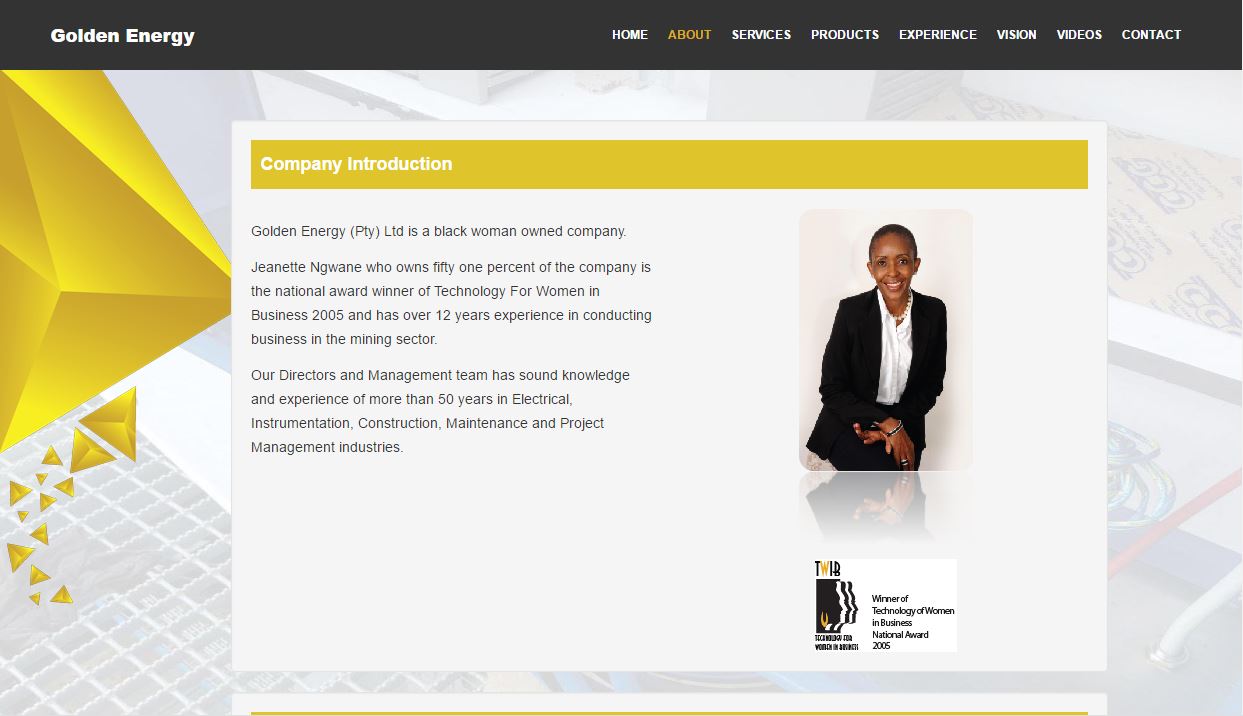 Golden Energy
HOME ABOUT SERVICES PRODUCTS EXPERIENCE VISION VIDEOS CONTACT
Company Introduction
Golden Energy (Pty) Ltd is a black woman owned company.
Jeanette Ngwane who owns fifty one percent of the company is
the national award winner of Technology For Women in
Business 2005 and has over 12 years experience in conducting
business in the mining sector.
Our Directors and Management team has sound knowledge
and experience of more than 50 years in Electrical,
Instrumentation, Construction, Maintenance and Project
Management industries.
TWIB
TECHNOLOGY FOR
WOMEN IN BUSINESS
Winner of
Technology of Women
in Business
National Award
2005